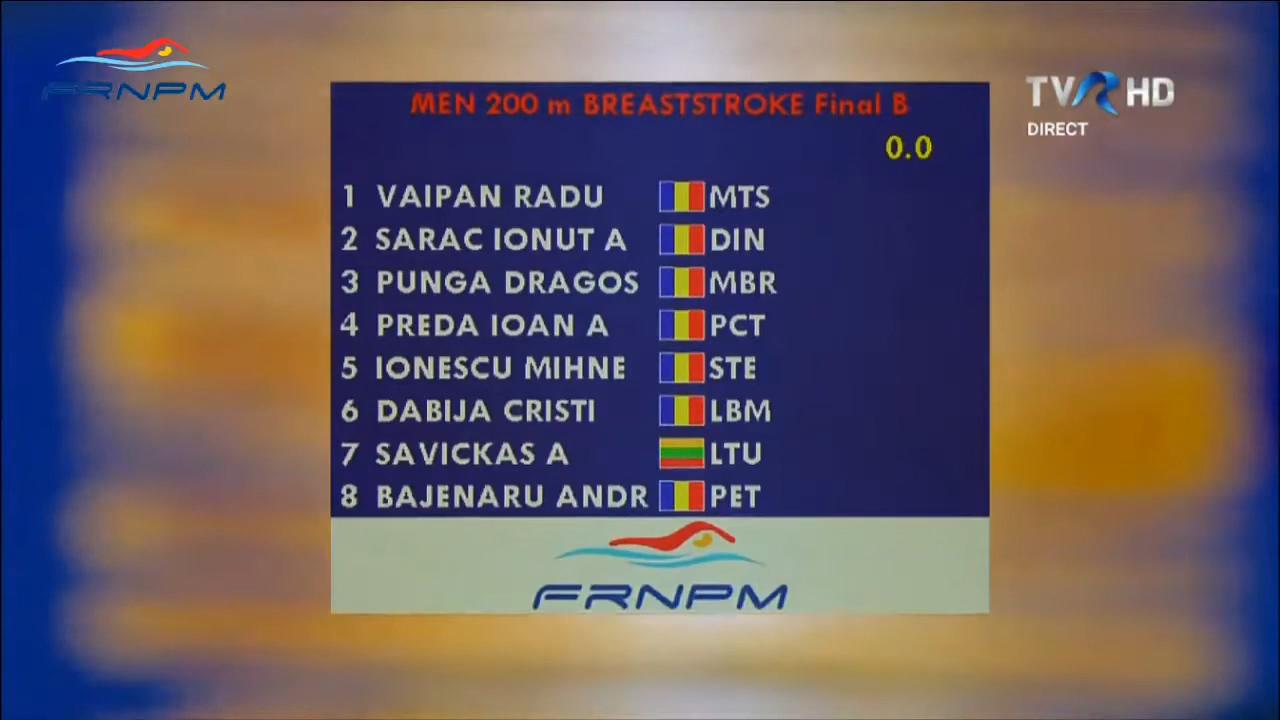 FRNPM
TVR HD
DIRECT
MEN 200 m BREASTSTROKE Final B
0.0
1 VAIPAN RADU MTS
2 SARAC IONUT A DIN
3 PUNGA DRAGOS MBR
4 PREDA IOAN A PCT
5 IONESCU MIHNE STE
6 DABIJA CRISTI LBM
7 SAVICKAS A LTU
8 BAJENARU ANDR PET
FRNPM